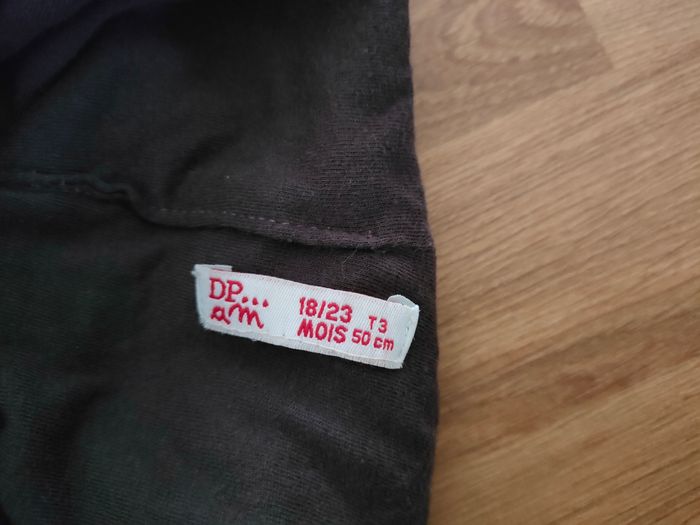 DP...
am
18/23 T3
MOIS 50 cm